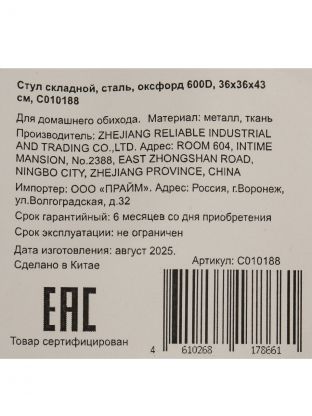 Стул складной, сталь, оксфорд 600D, 36x36x43
см, C010188
Для домашнего обихода. Материал: металл, ткань
Производитель: ZHEJIANG RELIABLE INDUSTRIAL
AND TRADING CO.,LTD. Адрес: ROOM 604, INTIME
MANSION, No.2388, EAST ZHONGSHAN ROAD,
NINGBO CITY, ZHEJIANG PROVINCE, CHINA
Импортер: ООО «ПРАЙМ». Адрес: Россия, г.Воронеж,
ул.Волгоградская, д.32
Срок гарантийный: 6 месяцев со дня приобретения
Срок эксплуатации: не ограничен
Дата изготовления: август 2025.
Сделано в Китае
Артикул: C010188
EAC
Товар сертифицирован
4 610268 178661